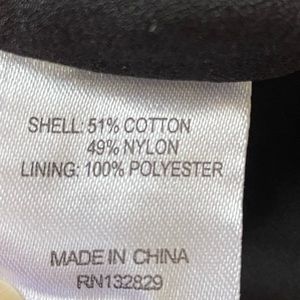 SHELL: 51% COTTON
49% NYLON
LINING: 100% POLYESTER
MADE IN CHINA
RN132829